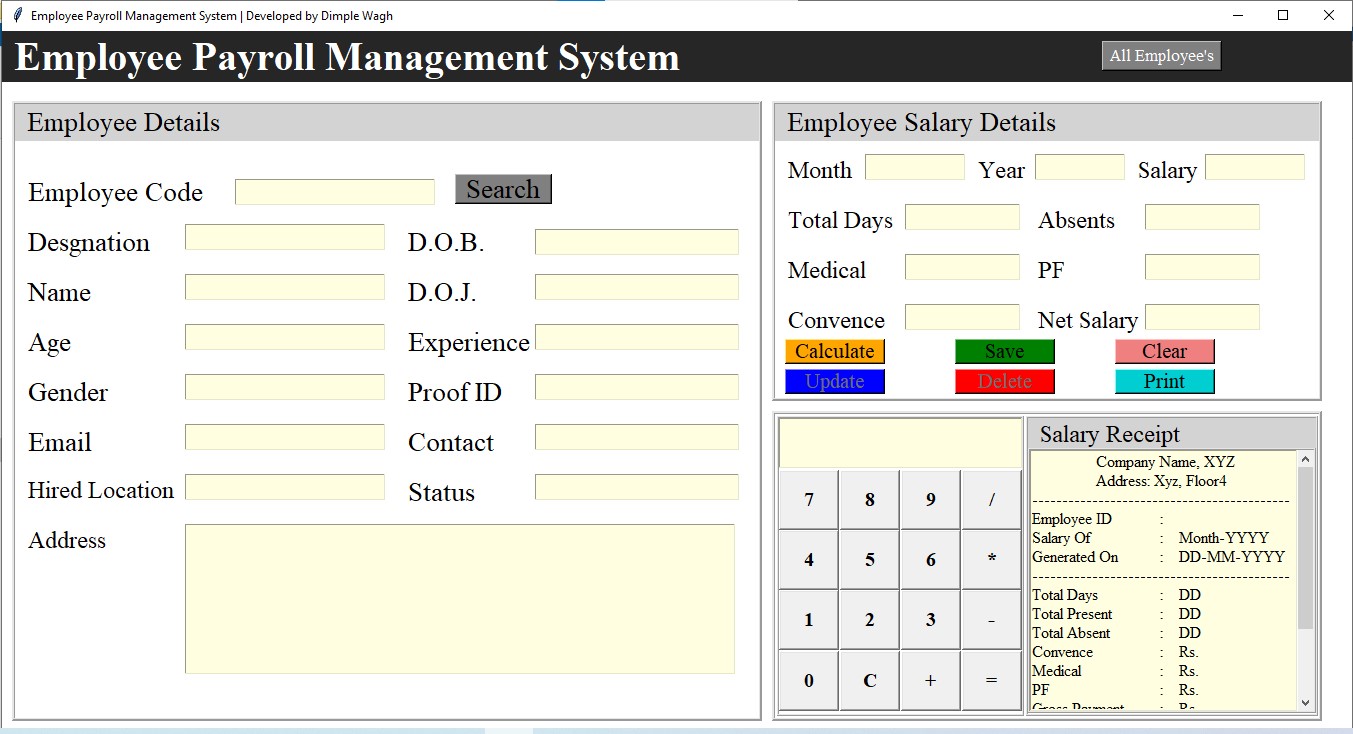 Employee Payroll Management System | Developed by Dimple Wagh
Employee Payroll Management System
All Employee's
Employee Details
Employee Code
Search
Desgnation
D.O.B.
Name
D.O.J.
Age
Experience
Gender
Proof ID
Email
Contact
Hired Location
Status
Address
Employee Salary Details
Month
Year
Salary
Total Days
Absents
Medical
PF
Convence
Net Salary
Calculate
Save
Clear
Update
Delete
Print
7 8 9 /
4 5 6 *
1 2 3 -
0 C + =
Salary Receipt
Company Name, XYZ
Address: Xyz, Floor4
-----------------------------------------------
Employee ID :
Salary Of : Month-YYYY
Generated On : DD-MM-YYYY
-----------------------------------------------
Total Days : DD
Total Present : DD
Total Absent : DD
Convence : Rs.
Medical : Rs.
PF : Rs.
Gross Payment : Rs.